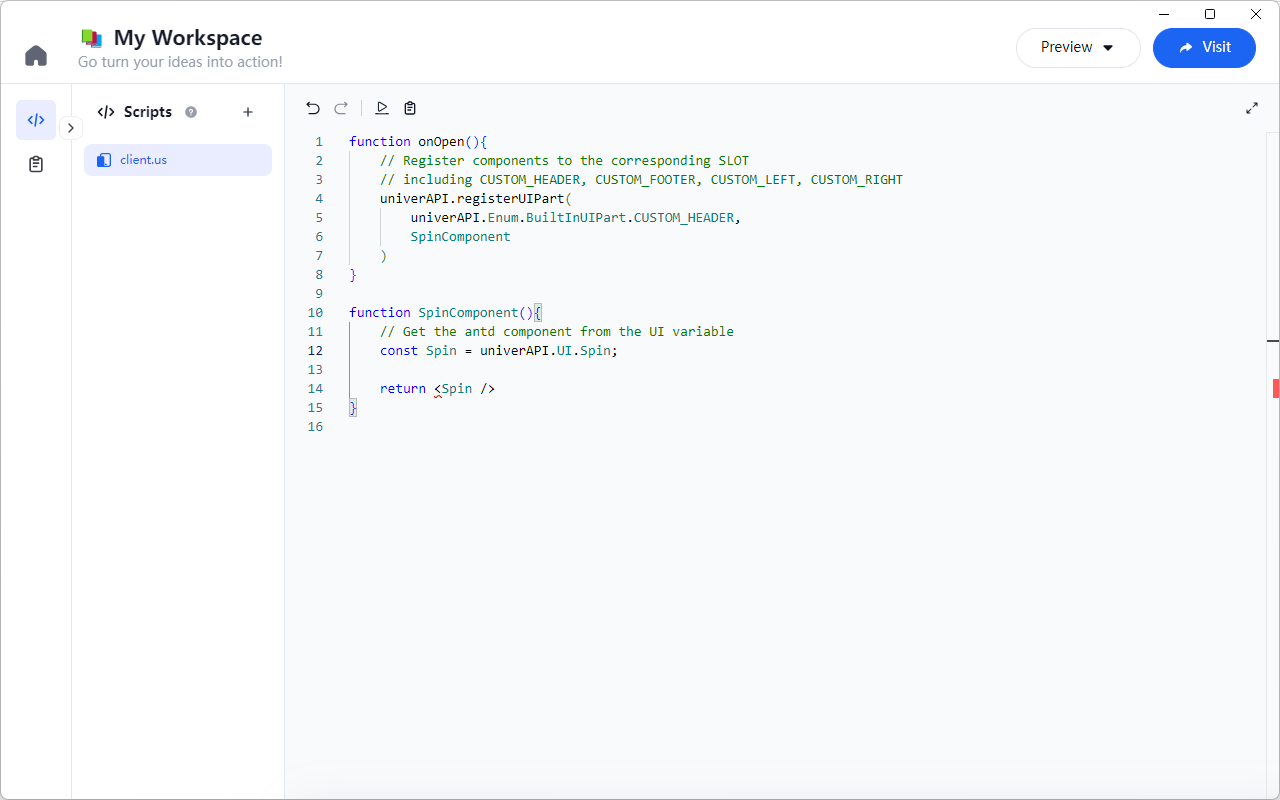 My Workspace
Go turn your ideas into action!
Preview
Visit
</> Scripts ? +
client.us
1 function onOpen(){
2     // Register components to the corresponding SLOT
3     // including CUSTOM_HEADER, CUSTOM_FOOTER, CUSTOM_LEFT, CUSTOM_RIGHT
4     univerAPI.registerUIPart(
5         univerAPI.Enum.BuiltInUIPart.CUSTOM_HEADER,
6         SpinComponent
7     )
8 }
9
10 function SpinComponent(){
11     // Get the antd component from the UI variable
12     const Spin = univerAPI.UI.Spin;
13
14     return <Spin />
15 }
16